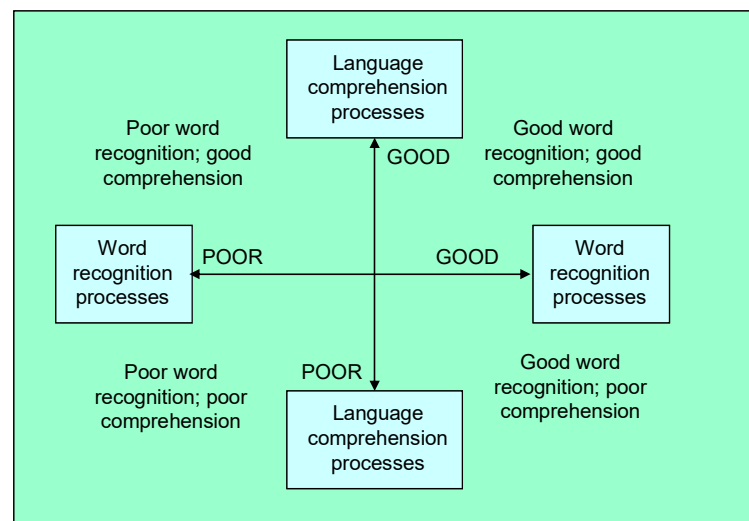 Language
comprehension
processes
Poor word
recognition; good
comprehension
GOOD
Good word
recognition; good
comprehension
Word
recognition
processes
POOR
GOOD
Word
recognition
processes
Poor word
recognition; poor
comprehension
POOR
Good word
recognition; poor
comprehension
Language
comprehension
processes